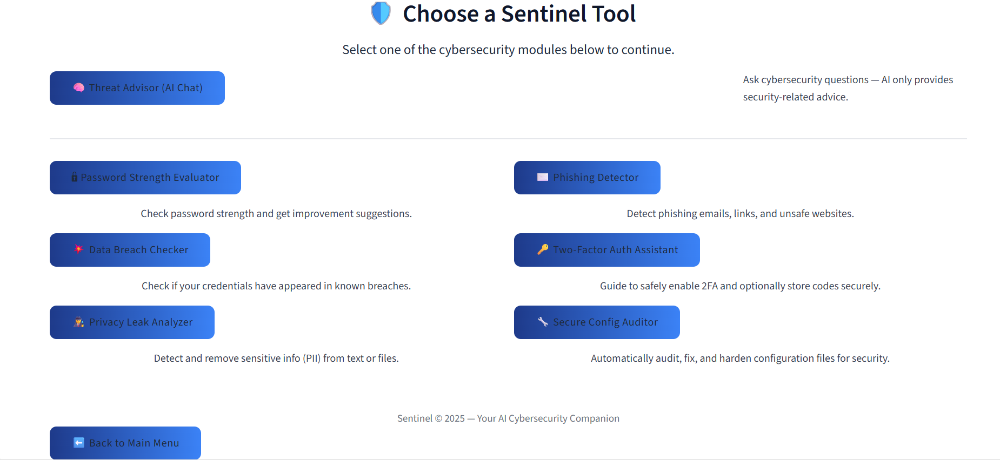 Choose a Sentinel Tool
Select one of the cybersecurity modules below to continue.
Threat Advisor (AI Chat)
Ask cybersecurity questions — AI only provides
security-related advice.
Password Strength Evaluator
Check password strength and get improvement suggestions.
Phishing Detector
Detect phishing emails, links, and unsafe websites.
Data Breach Checker
Check if your credentials have appeared in known breaches.
Two-Factor Auth Assistant
Guide to safely enable 2FA and optionally store codes securely.
Privacy Leak Analyzer
Detect and remove sensitive info (PII) from text or files.
Secure Config Auditor
Automatically audit, fix, and harden configuration files for security.
Sentinel © 2025 — Your AI Cybersecurity Companion
Back to Main Menu